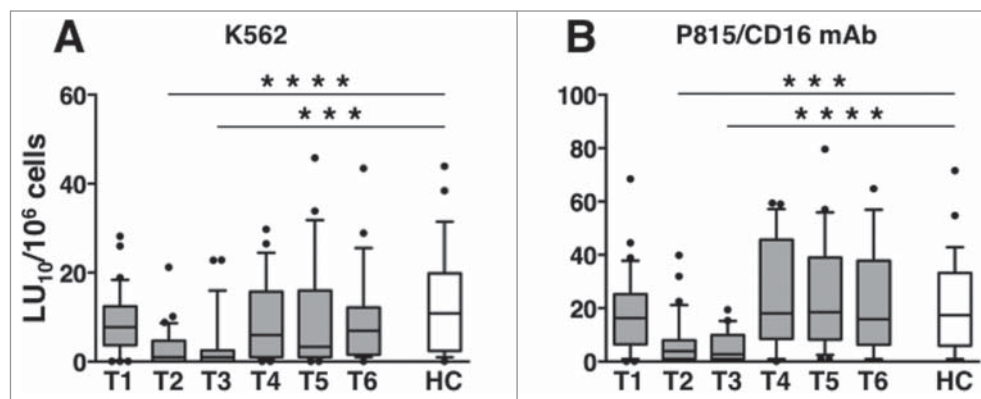 A K562
B P815/CD16 mAb
LU10/10⁶ cells
* * * *
* * *
60
40
20
0
T1 T2 T3 T4 T5 T6 HC
* * *
* * * *
100
80
60
40
20
0
T1 T2 T3 T4 T5 T6 HC